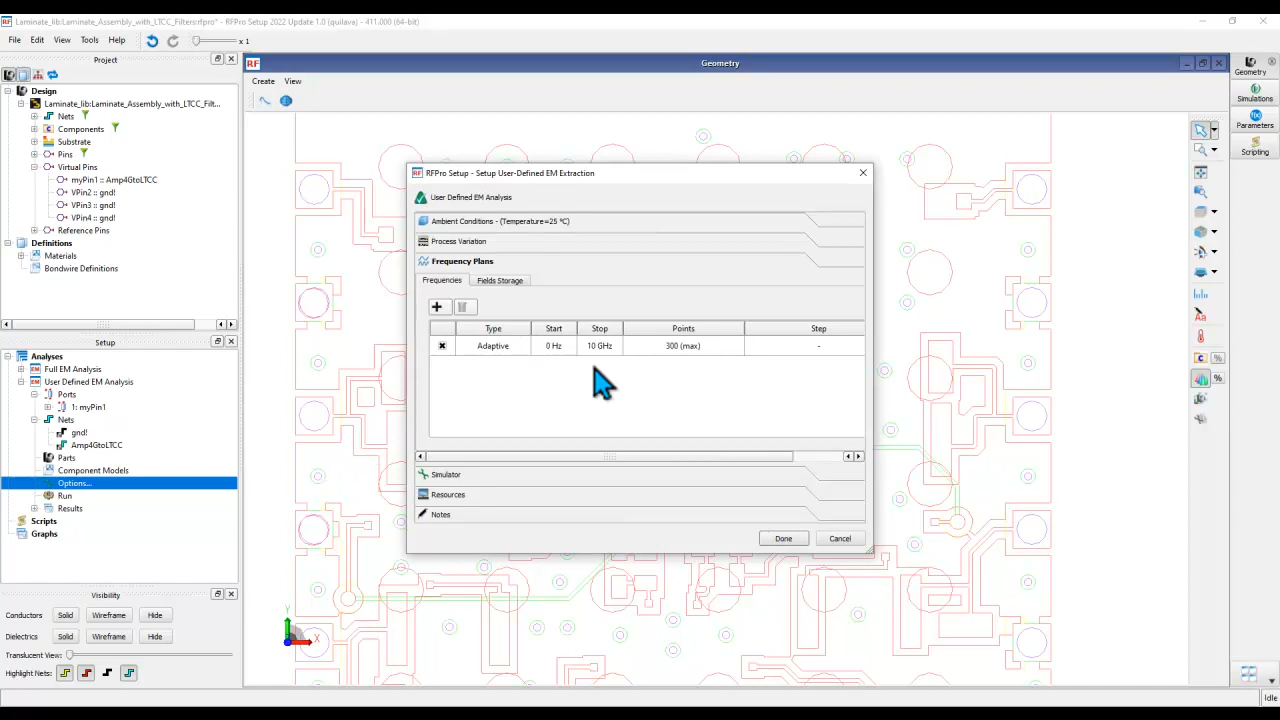 Laminate_lib:Laminate_Assembly_with_LTCC_Filters:rfpro* - RFPro Setup 2022 Update 1.0 (quilava) - 411.000 (64-bit)
File Edit View Tools Help x 1
Project
Design
Laminate_lib:Laminate_Assembly_with_LTCC_Filt...
Nets
Components
Substrate
Pins
Virtual Pins
myPin1 :: Amp4GtoLTCC
VPin2 :: gnd!
VPin3 :: gnd!
VPin4 :: gnd!
Reference Pins
Definitions
Materials
Bondwire Definitions
Setup
Analyses
Full EM Analysis
User Defined EM Analysis
Ports
1: myPin1
Nets
gnd!
Amp4GtoLTCC
Parts
Component Models
Options...
Run
Results
Scripts
Graphs
Visibility
Conductors Solid Wireframe Hide
Dielectrics Solid Wireframe Hide
Translucent View:
Highlight Nets:
RF Geometry
Create View
RF RFPro Setup - Setup User-Defined EM Extraction
User Defined EM Analysis
Ambient Conditions - (Temperature=25 ºC)
Process Variation
Frequency Plans
Frequencies Fields Storage
Type Start Stop Points Step
Adaptive 0 Hz 10 GHz 300 (max) -
Simulator
Resources
Notes
Done Cancel
Y
X
Geometry
Simulations
Parameters
Scripting
Idle